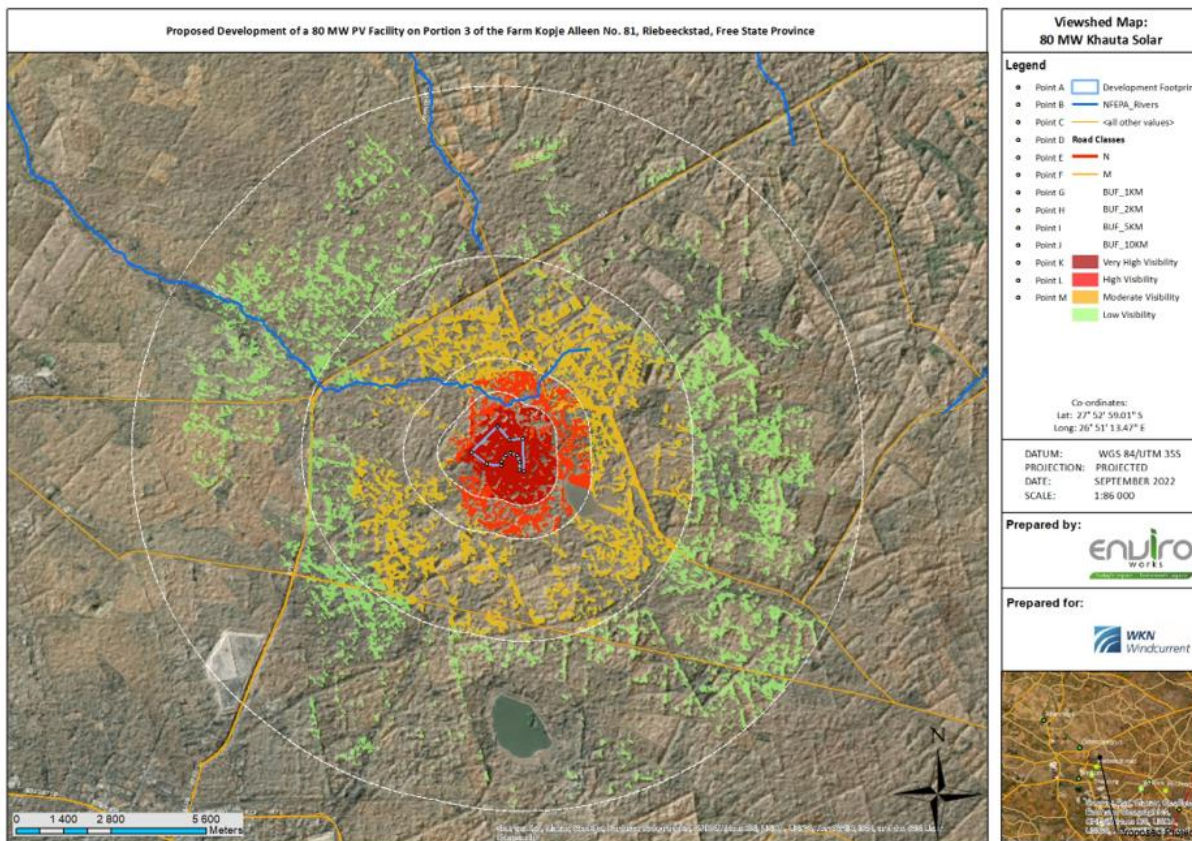 Proposed Development of a 80 MW PV Facility on Portion 3 of the Farm Kopje Alleen No. 81, Riebeeckstad, Free State Province
Viewshed Map:
80 MW Khauta Solar
Legend
Point A
Development Footprin
Point B
NFEPA_Rivers
Point C
<all other values>
Point D
Road Classes
Point E
N
Point F
M
Point G
BUF_1KM
Point H
BUF_2KM
Point I
BUF_5KM
Point J
BUF_10KM
Point K
Very High Visibility
Point L
High Visibility
Point M
Moderate Visibility
Low Visibility
Co-ordinates:
Lat: 27° 52' 59.01" S
Long: 26° 51' 13.47" E
DATUM: WGS 84/UTM 35S
PROJECTION: PROJECTED
DATE: SEPTEMBER 2022
SCALE: 1:86 000
Prepared by:
enviro
works
Prepared for:
WKN
Windcurrent
N
0 1 400 2 800 5 600
Meters